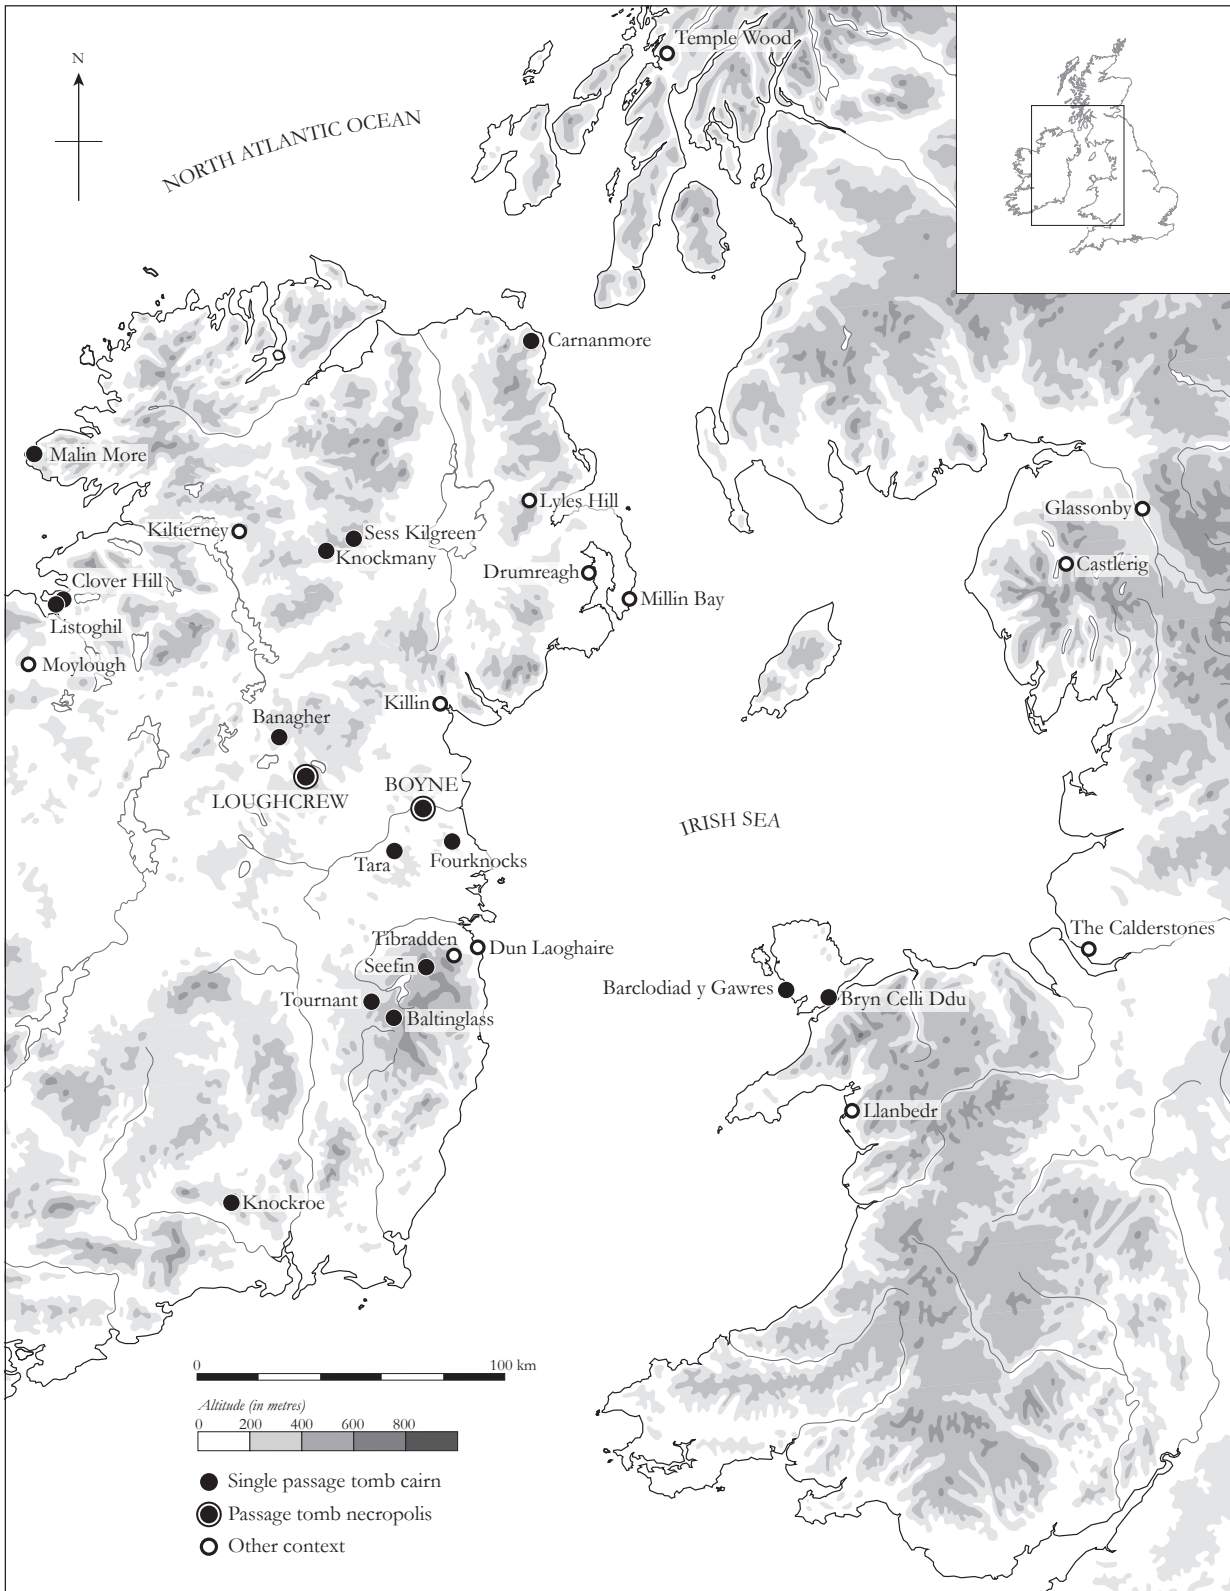 Temple Wood
N
NORTH ATLANTIC OCEAN
Carnanmore
Malin More
Lyles Hill
Glassonby
Kiltierney
Sess Kilgreen
Knockmany
Castlerig
Drumreagh
Clover Hill
Millin Bay
Listoghil
Moylough
Killin
Banagher
BOYNE
LOUGHCREW
IRISH SEA
Tara
Fourknocks
The Calderstones
Tibradden
Dun Laoghaire
Seefin
Barclodiad y Gawres
Tournant
Bryn Celli Ddu
Baltinglass
Llanbedr
Knockroe
0 100 km
Altitude (in metres)
0 200 400 600 800
Single passage tomb cairn
Passage tomb necropolis
Other context